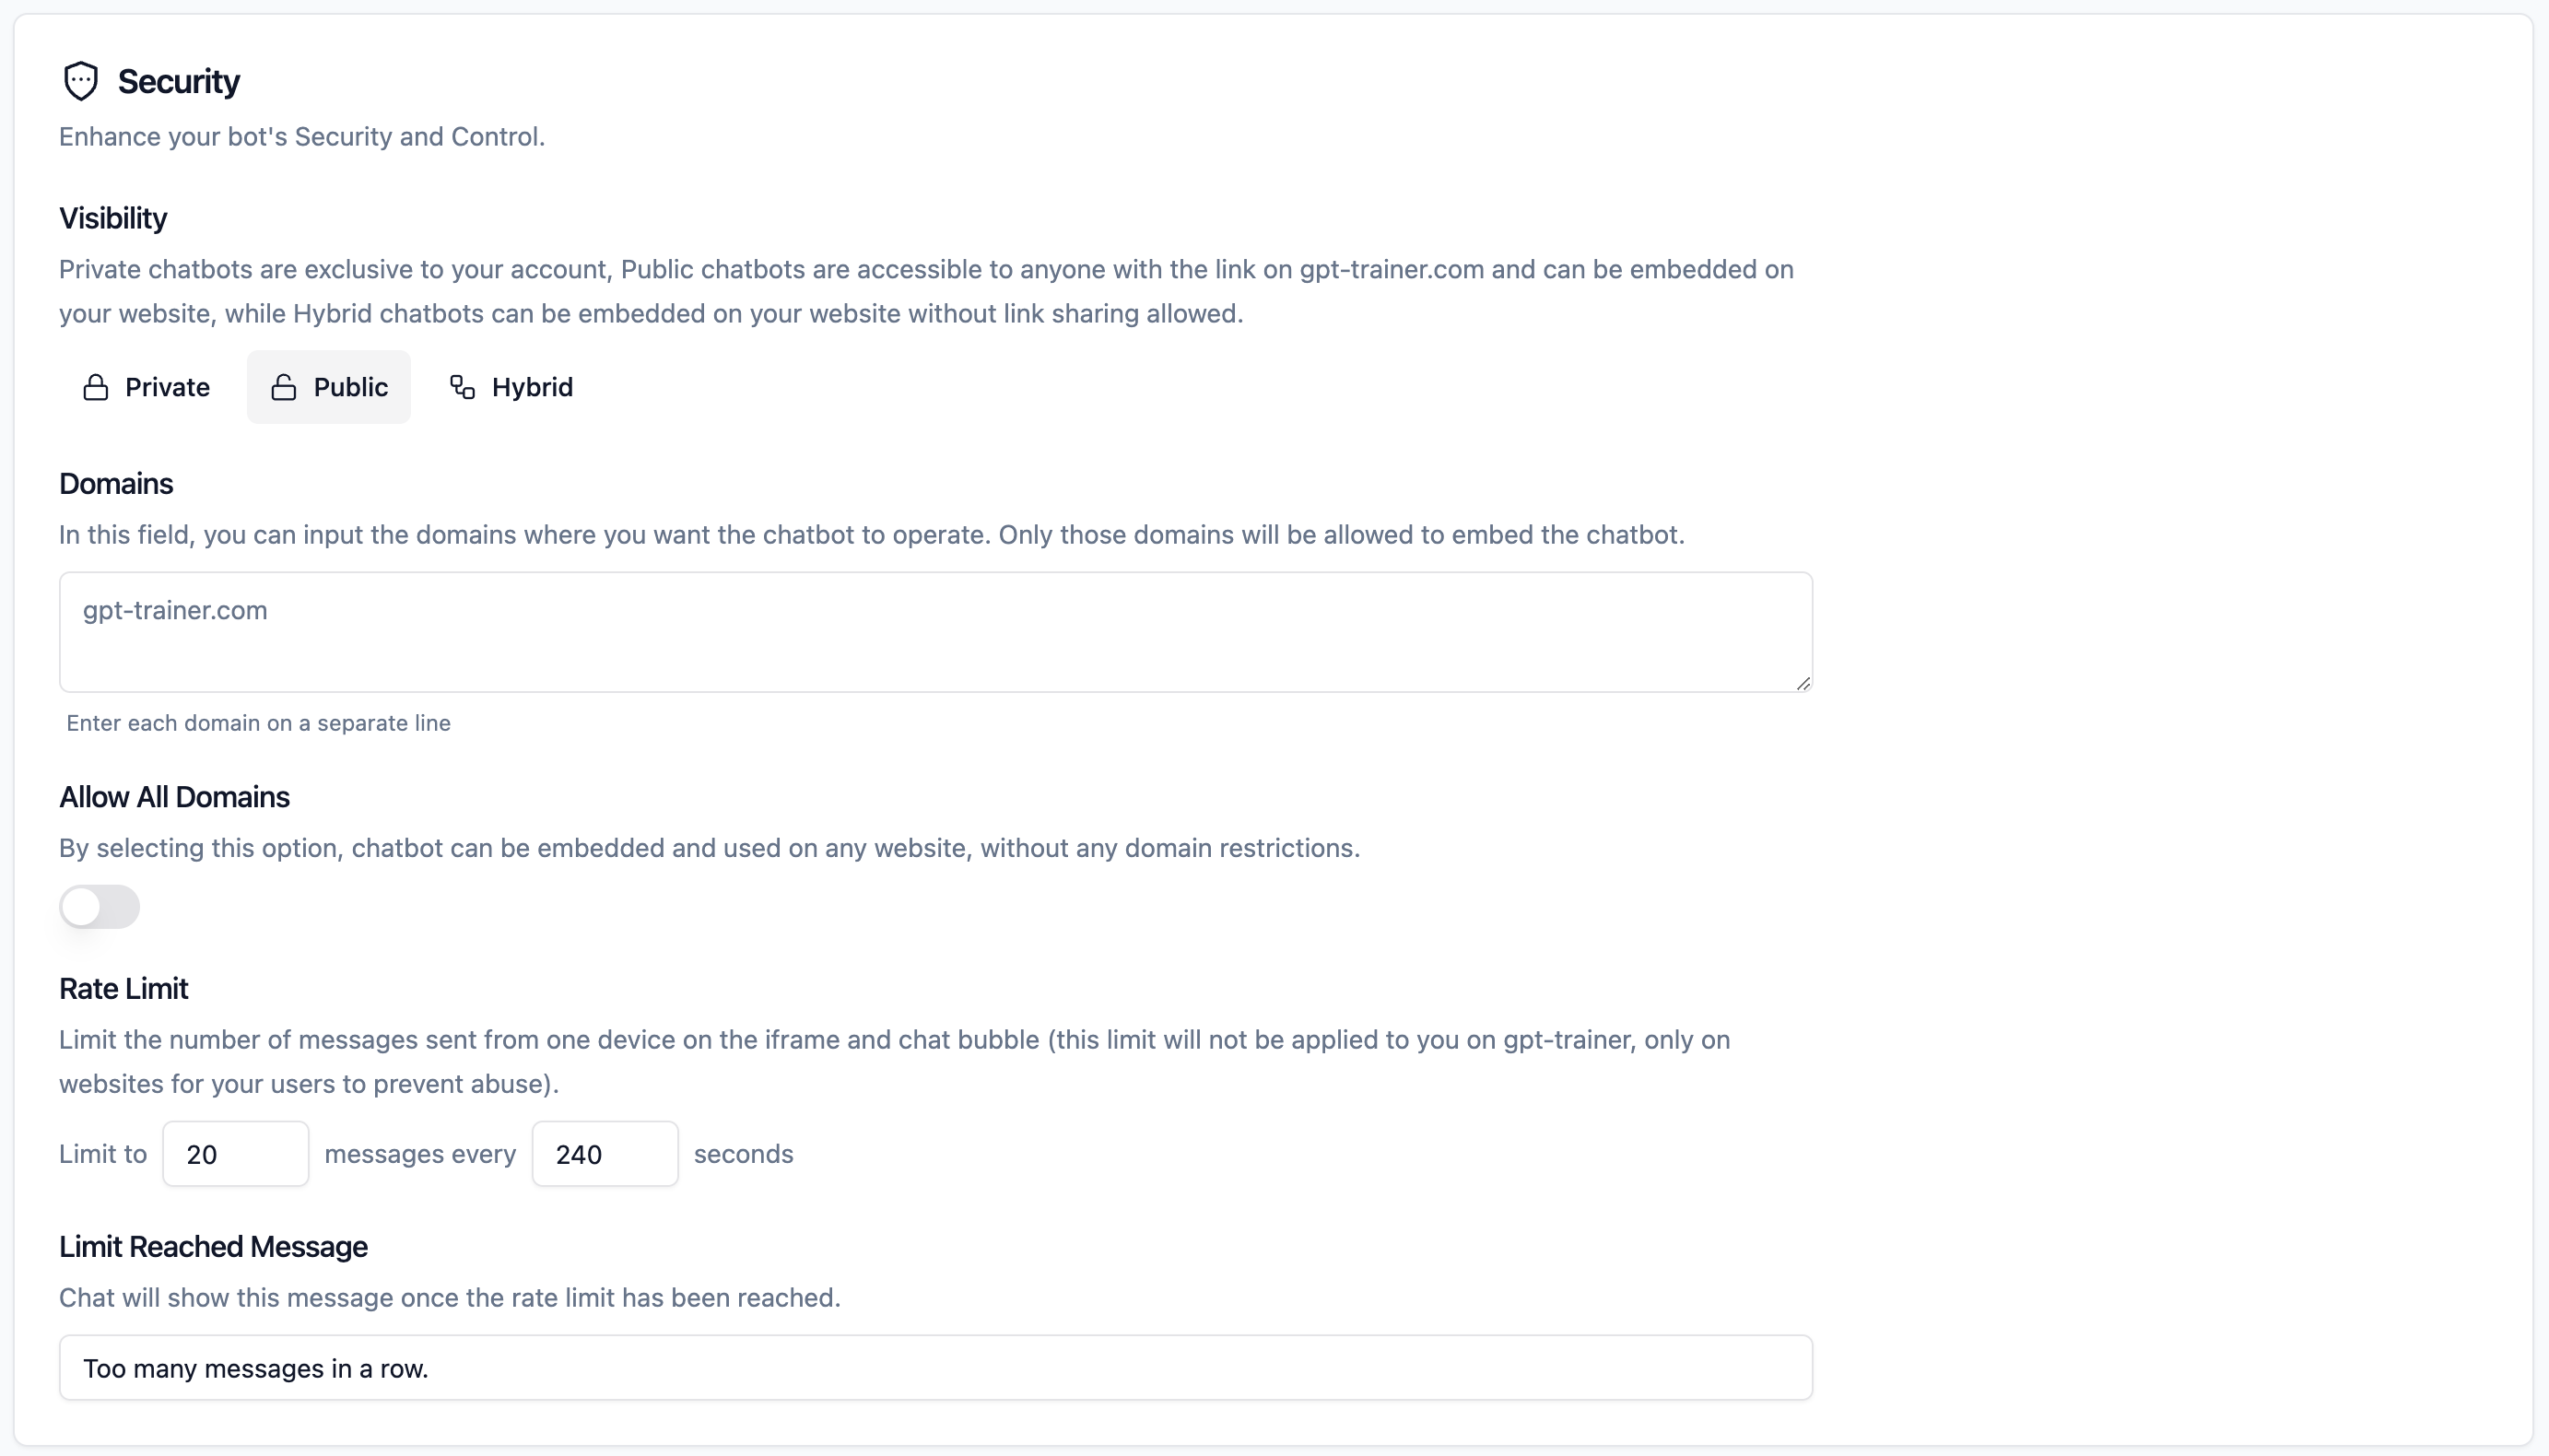 Security
Enhance your bot's Security and Control.
Visibility
Private chatbots are exclusive to your account, Public chatbots are accessible to anyone with the link on gpt-trainer.com and can be embedded on
your website, while Hybrid chatbots can be embedded on your website without link sharing allowed.
Private Public Hybrid
Domains
In this field, you can input the domains where you want the chatbot to operate. Only those domains will be allowed to embed the chatbot.
gpt-trainer.com
Enter each domain on a separate line
Allow All Domains
By selecting this option, chatbot can be embedded and used on any website, without any domain restrictions.
Rate Limit
Limit the number of messages sent from one device on the iframe and chat bubble (this limit will not be applied to you on gpt-trainer, only on
websites for your users to prevent abuse).
Limit to 20 messages every 240 seconds
Limit Reached Message
Chat will show this message once the rate limit has been reached.
Too many messages in a row.